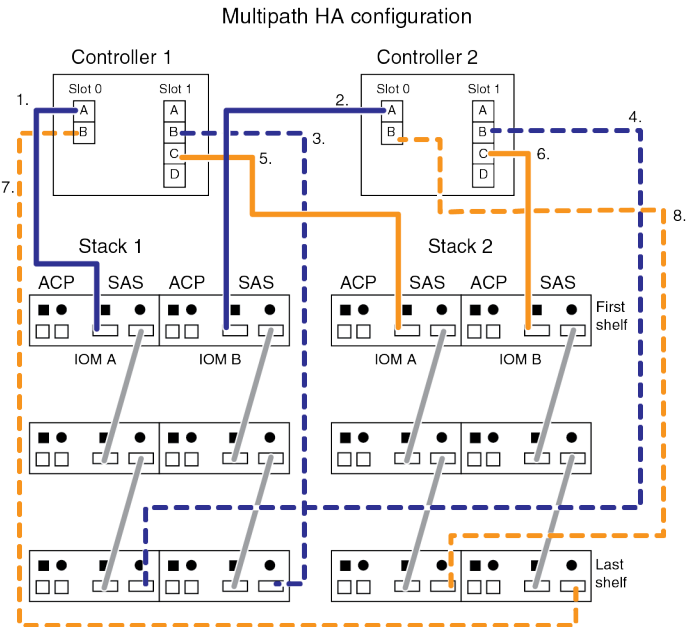 Multipath HA configuration
Controller 1
Controller 2
Slot 0
Slot 1
Slot 0
Slot 1
1.
A
A
2.
A
A
B
B
3.
B
B
4.
C
5.
C
6.
D
D
7.
8.
Stack 1
Stack 2
ACP
SAS
ACP
SAS
ACP
SAS
ACP
SAS
First
shelf
IOM A
IOM B
IOM A
IOM B
Last
shelf